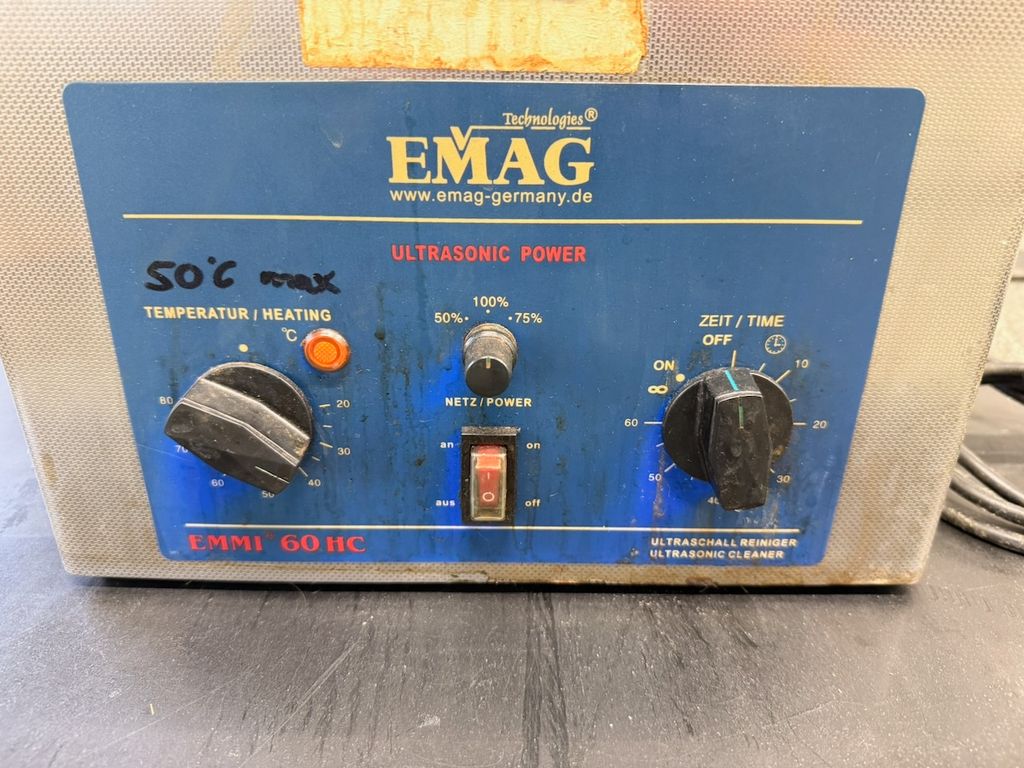 Technologies®
EMAG
www.emag-germany.de
ULTRASONIC POWER
50°C max
TEMPERATUR / HEATING
°C
80
70
60
50
40
30
20
100%
50%
75%
NETZ / POWER
an
on
aus
off
ZEIT / TIME
OFF
ON
∞
10
20
30
40
50
60
EMMI® 60 HC
ULTRASCHALL REINIGER
ULTRASONIC CLEANER